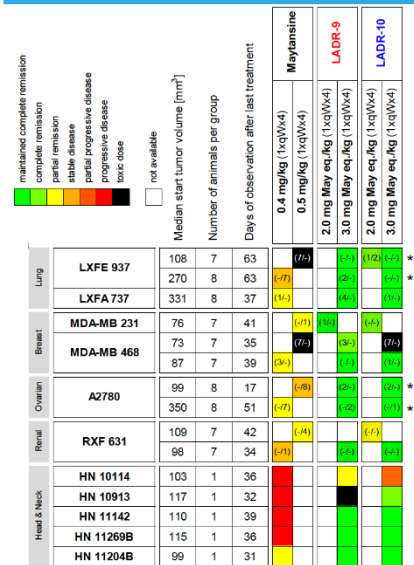 maintained complete remission
complete remission
partial remission
stable disease
partial progressive disease
progressive disease
toxic dose
not available
Median start tumor volume [mm³]
Number of animals per group
Days of observation after last treatment
Maytansine
LADR-9
LADR-10
0.4 mg/kg (1xqWx4)
0.5 mg/kg (1xqWx4)
2.0 mg May eq./kg (1xqWx4)
3.0 mg May eq./kg (1xqWx4)
2.0 mg May eq./kg (1xqWx4)
3.0 mg May eq./kg (1xqWx4)
Lung
LXFE 937
108 7 63 (7/-) (-/-) (1/2) (-/-) *
270 8 63 (-/7) (2/-) (-/-) *
LXFA 737
331 8 37 (1/-) (4/-) (1/-)
Breast
MDA-MB 231
76 7 41 (-/1) (1/-) (-/-)
MDA-MB 468
73 7 35 (7/-) (3/-) (7/-)
87 7 39 (3/-) (-/-) (1/-)
Ovarian
A2780
99 8 17 (-/8) (2/-) (2/-) *
350 8 51 (-/7) (-/2) (-/1) *
Renal
RXF 631
109 7 42 (-/4) (-/-)
98 7 34 (-/1) (-/-) (-/-)
Head & Neck
HN 10114 103 1 36
HN 10913 117 1 32
HN 11142 110 1 39
HN 11269B 115 1 36
HN 11204B 99 1 31